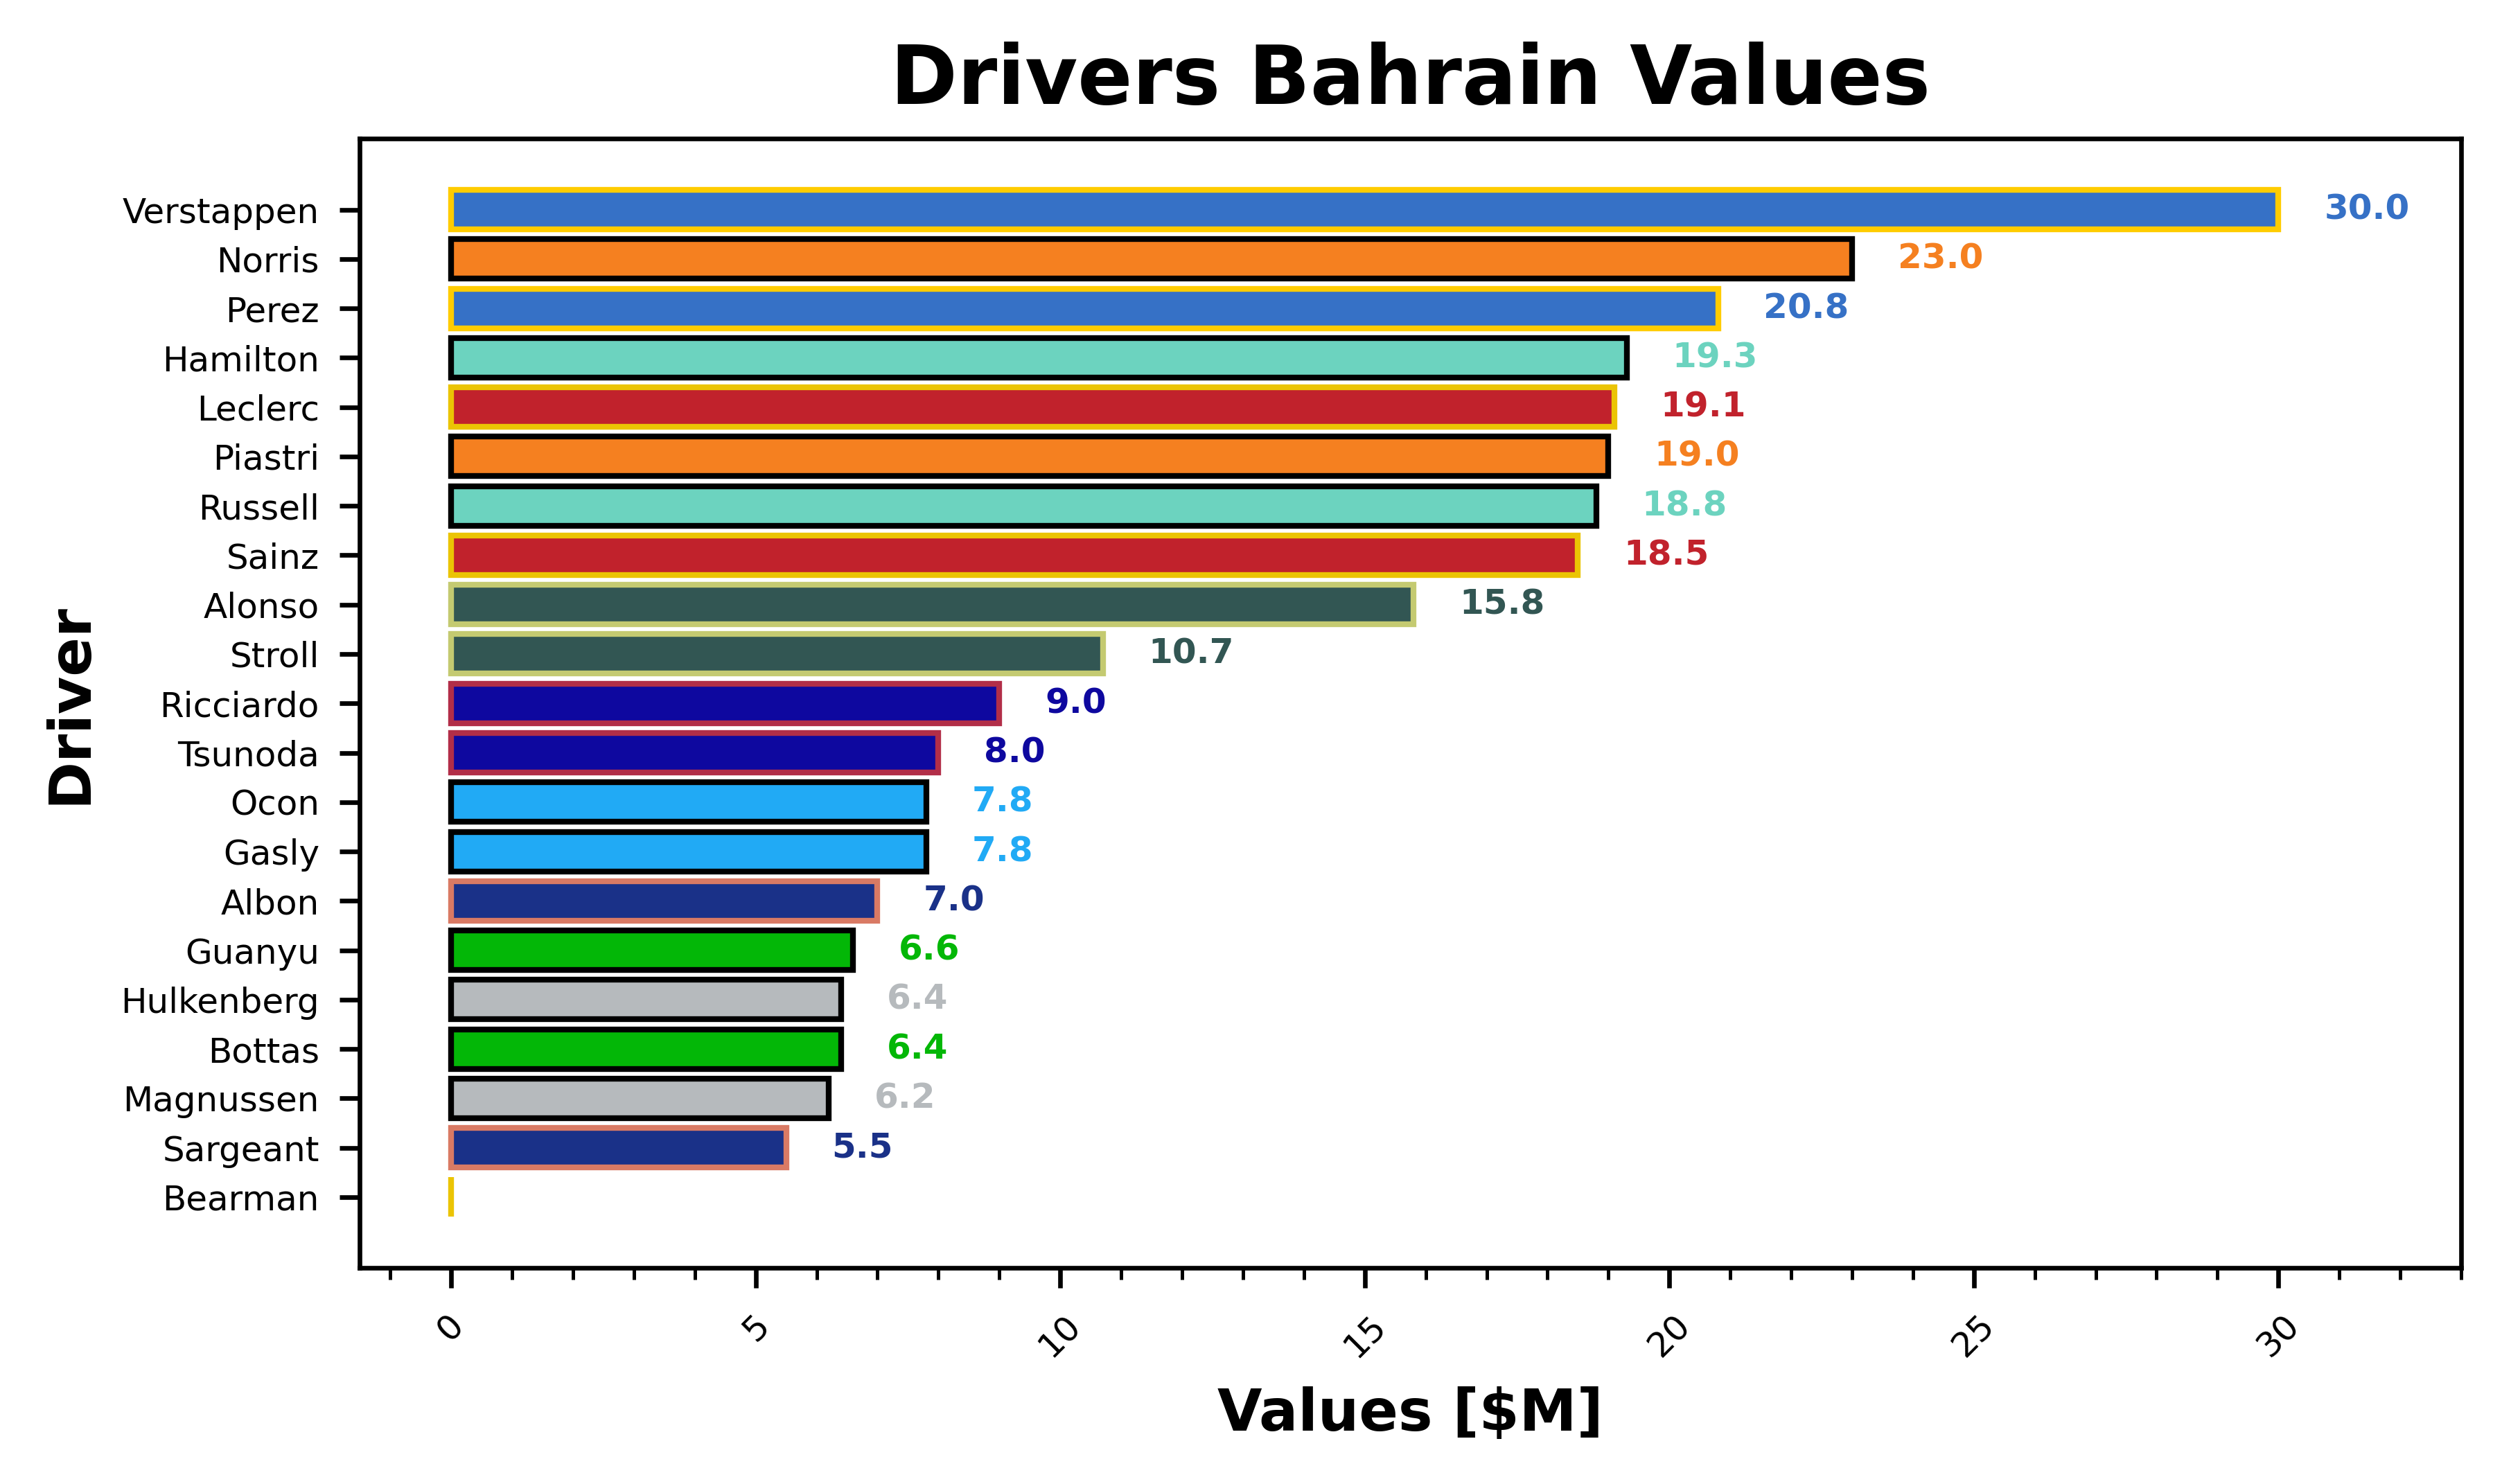 Drivers Bahrain Values
Driver
Verstappen 30.0
Norris 23.0
Perez 20.8
Hamilton 19.3
Leclerc 19.1
Piastri 19.0
Russell 18.8
Sainz 18.5
Alonso 15.8
Stroll 10.7
Ricciardo 9.0
Tsunoda 8.0
Ocon 7.8
Gasly 7.8
Albon 7.0
Guanyu 6.6
Hulkenberg 6.4
Bottas 6.4
Magnussen 6.2
Sargeant 5.5
Bearman
0 5 10 15 20 25 30
Values [$M]